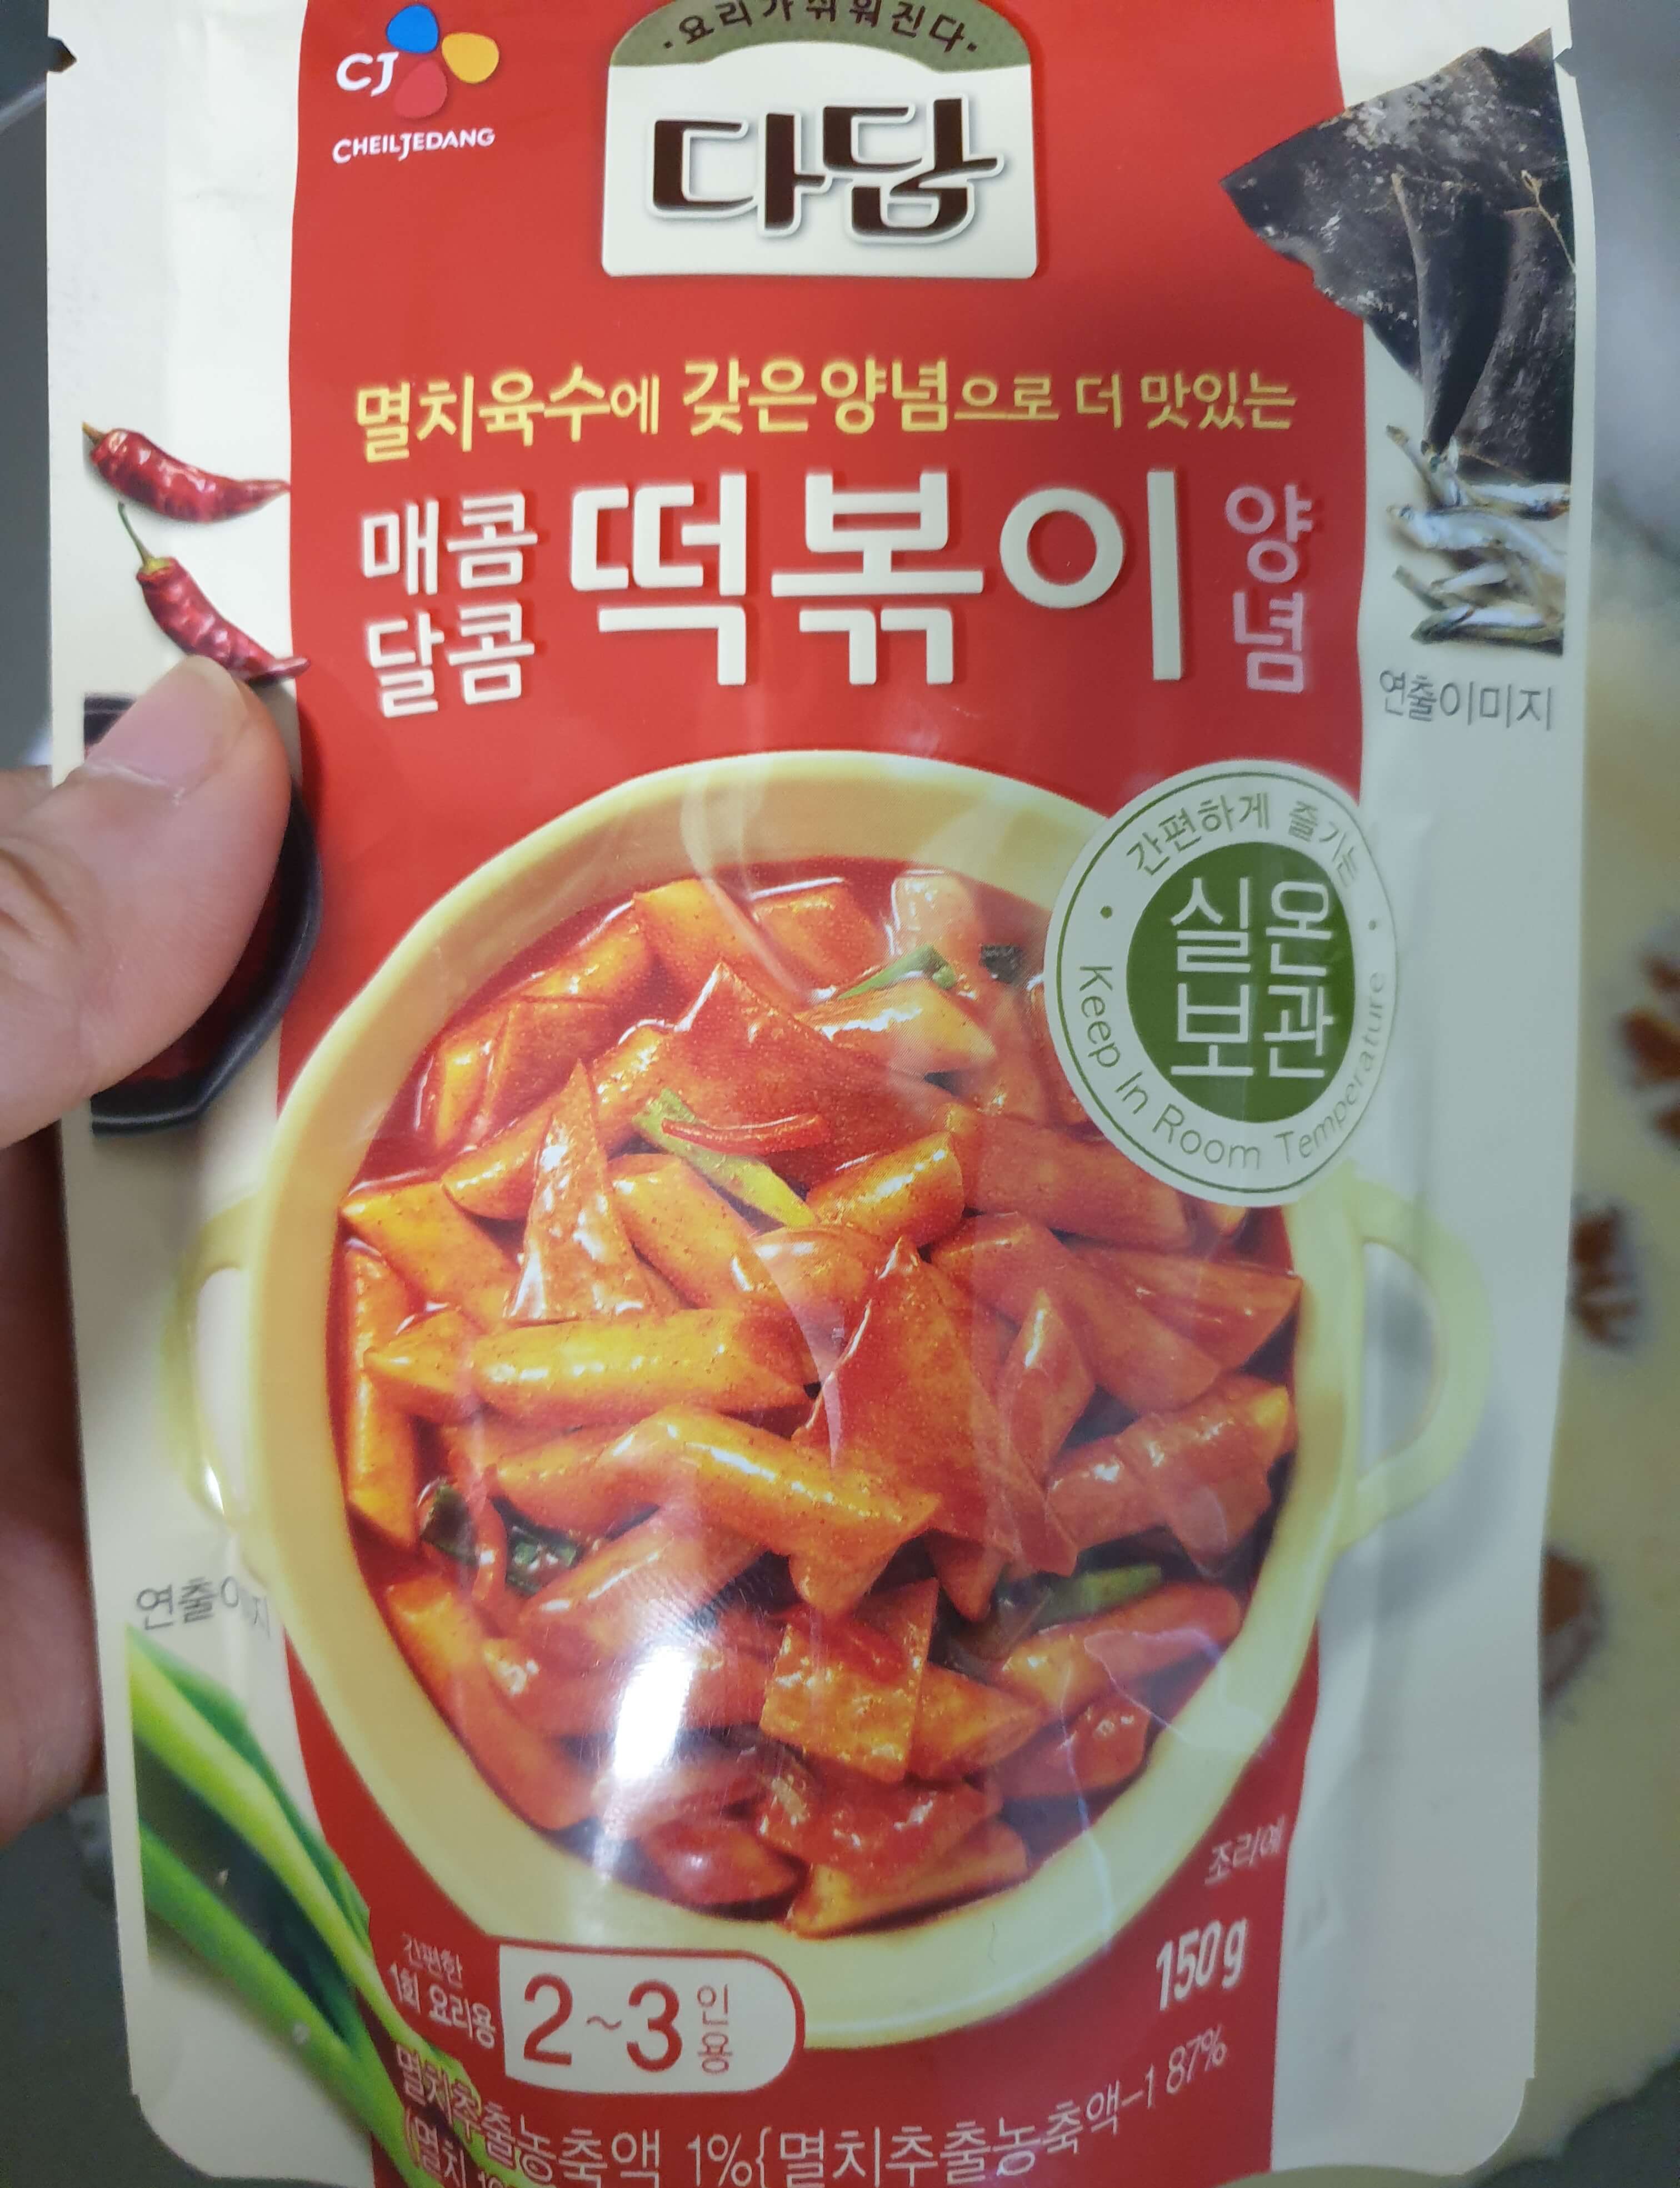 ·요리가 쉬워진다·
CJ
CHEILJEDANG
다담
멸치육수에 갖은양념으로 더 맛있는
매콤
달콤
떡볶이
양념
연출이미지
간편하게 즐기는
실온
보관
Keep In Room Temperature
연출이미지
조리예
150g
간편한
1회 요리용
2~3인용
멸치추출농축액 1%{멸치추출농축액-1 87%
(멸치